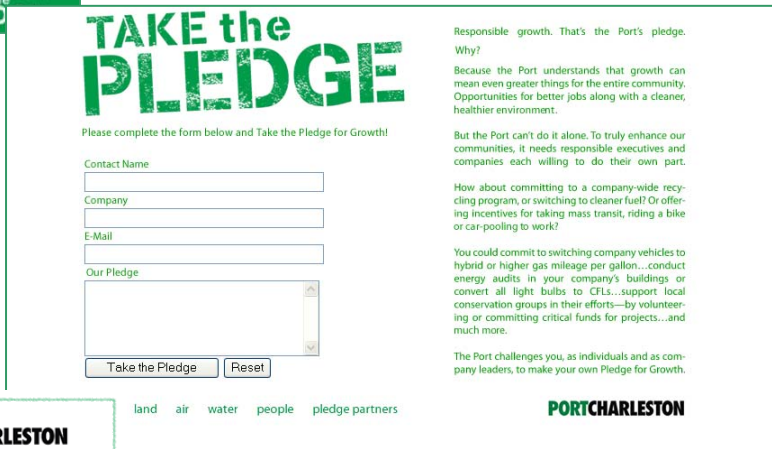 TAKE the
PLEDGE
Please complete the form below and Take the Pledge for Growth!
Contact Name
Company
E-Mail
Our Pledge
Take the Pledge
Reset
Responsible growth. That's the Port's pledge.
Why?
Because the Port understands that growth can
mean even greater things for the entire community.
Opportunities for better jobs along with a cleaner,
healthier environment.
But the Port can't do it alone. To truly enhance our
communities, it needs responsible executives and
companies each willing to do their own part.
How about committing to a company-wide recy-
cling program, or switching to cleaner fuel? Or offer-
ing incentives for taking mass transit, riding a bike
or car-pooling to work?
You could commit to switching company vehicles to
hybrid or higher gas mileage per gallon…conduct
energy audits in your company's buildings or
convert all light bulbs to CFLs…support local
conservation groups in their efforts—by volunteer-
ing or committing critical funds for projects…and
much more.
The Port challenges you, as individuals and as com-
pany leaders, to make your own Pledge for Growth.
land air water people pledge partners
PORTCHARLESTON
RLESTON